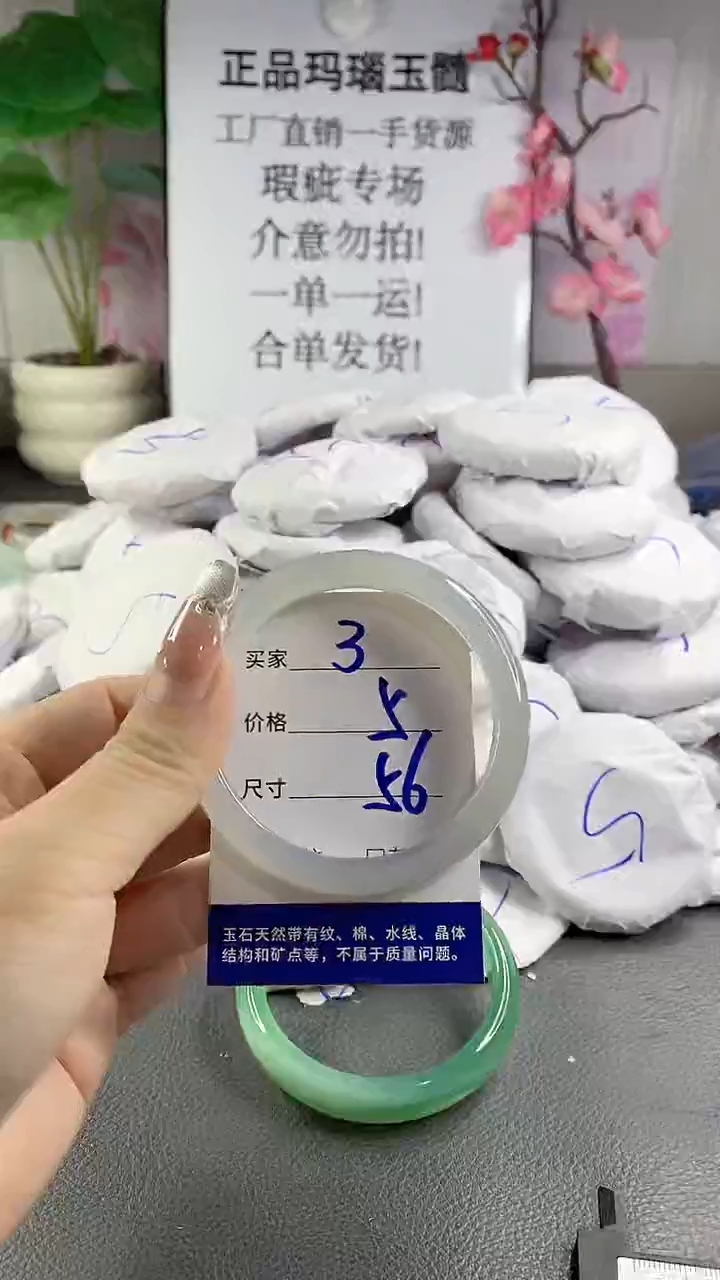 正品玛瑙玉髓
工厂直销一手货源
瑕疵专场
介意勿拍!
一单一运!
合单发货!
买家 3
价格 5
尺寸 56
玉石天然带有纹、棉、水线、晶体
结构和矿点等，不属于质量问题。
5